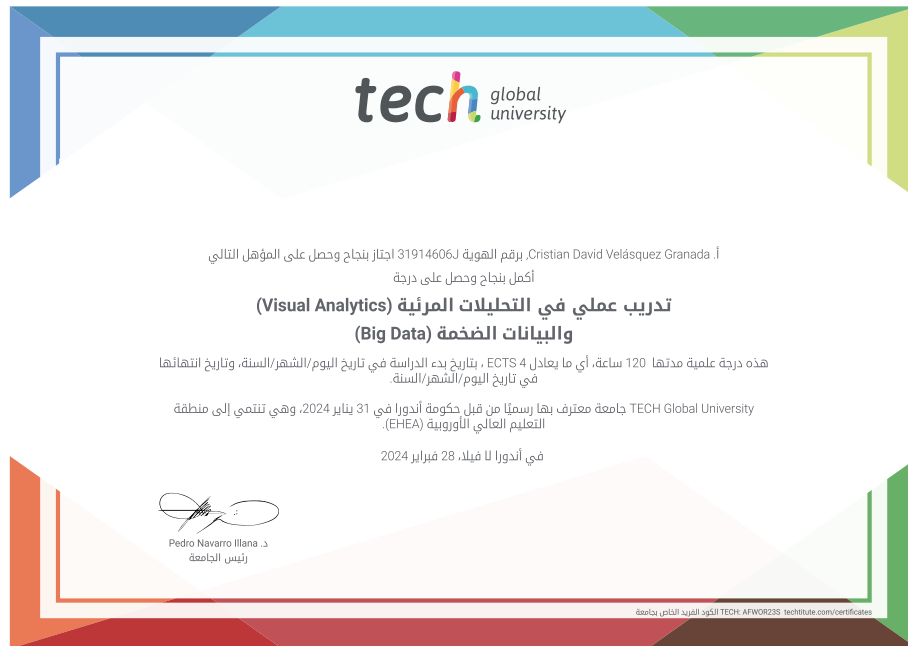 tech global university
أ. Cristian David Velásquez Granada, برقم الهوية 31914606J اجتاز بنجاح وحصل على المؤهل التالي
أكمل بنجاح وحصل على درجة
تدريب عملي في التحليلات المرئية (Visual Analytics)
والبيانات الضخمة (Big Data)
هذه درجة علمية مدتها 120 ساعة، أي ما يعادل 4 ECTS ، بتاريخ بدء الدراسة في تاريخ اليوم/الشهر/السنة، وتاريخ انتهائها
في تاريخ اليوم/الشهر/السنة.
TECH Global University جامعة معترف بها رسميًا من قبل حكومة أندورا في 31 يناير 2024، وهي تنتمي إلى منطقة
التعليم العالي الأوروبية (EHEA).
في أندورا لا فيلا، 28 فبراير 2024
د. Pedro Navarro Illana
رئيس الجامعة
الكود الفريد الخاص بجامعة TECH: AFWOR23S techtitute.com/certificates